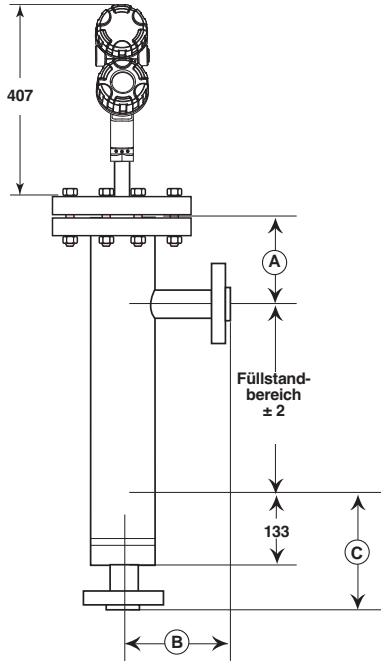 407
A
Füllstand-
bereich
± 2
133
C
B